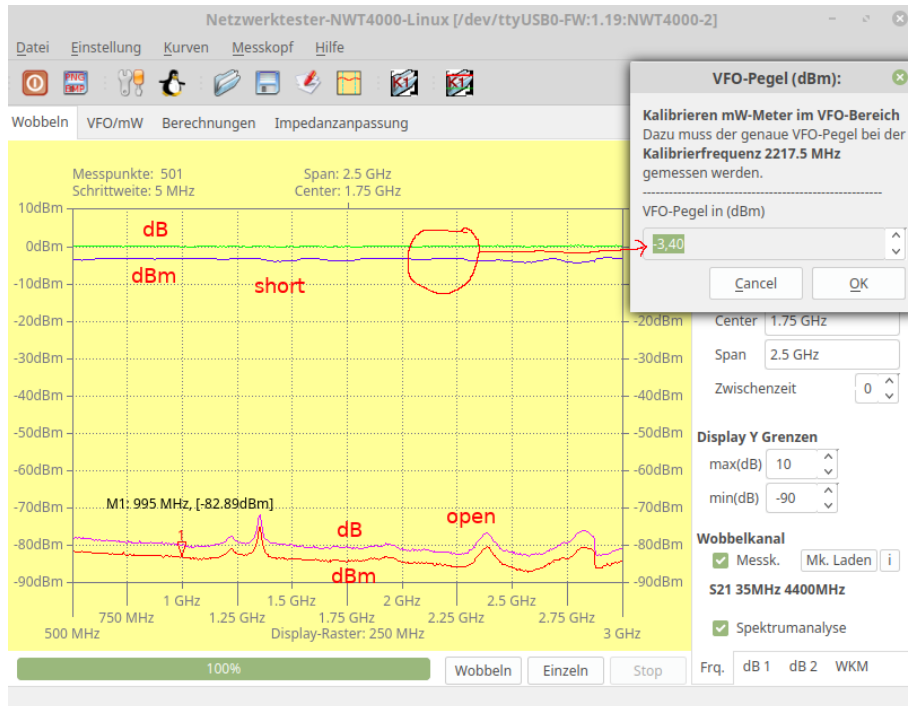 Netzwerktester-NWT4000-Linux [/dev/ttyUSB0-FW:1.19:NWT4000-2]
Datei Einstellung Kurven Messkopf Hilfe
PNG
BMP
K1
K1
Wobbeln VFO/mW Berechnungen Impedanzanpassung
VFO-Pegel (dBm):
Kalibrieren mW-Meter im VFO-Bereich
Dazu muss der genaue VFO-Pegel bei der
Kalibrierfrequenz 2217.5 MHz
gemessen werden.
VFO-Pegel in (dBm)
-3,40
Cancel OK
Messpunkte: 501 Span: 2.5 GHz
Schrittweite: 5 MHz Center: 1.75 GHz
10dBm
dB
0dBm
dBm
-10dBm
short
-20dBm -20dBm
-30dBm -30dBm
-40dBm -40dBm
-50dBm -50dBm
-60dBm -60dBm
-70dBm -70dBm
M1: 995 MHz, [-82.89dBm]
1
dB
open
-80dBm -80dBm
dBm
-90dBm -90dBm
1 GHz 1.5 GHz 2 GHz 2.5 GHz
750 MHz 1.25 GHz 1.75 GHz 2.25 GHz 2.75 GHz
500 MHz Display-Raster: 250 MHz 3 GHz
Center 1.75 GHz
Span 2.5 GHz
Zwischenzeit 0
Display Y Grenzen
max(dB) 10
min(dB) -90
Wobbelkanal
Messk. Mk. Laden i
S21 35MHz 4400MHz
Spektrumanalyse
100% Wobbeln Einzeln Stop
Frq. dB 1 dB 2 WKM